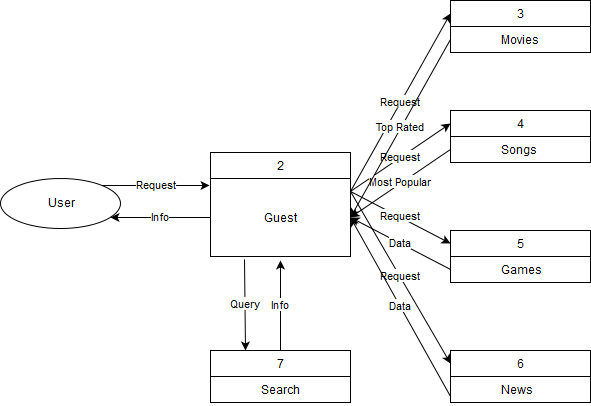 3
Movies
Request
Top Rated
4
Songs
Request
Most Popular
2
Guest
User
Request
Info
Request
Data
5
Games
Request
Data
Query
Info
7
Search
6
News